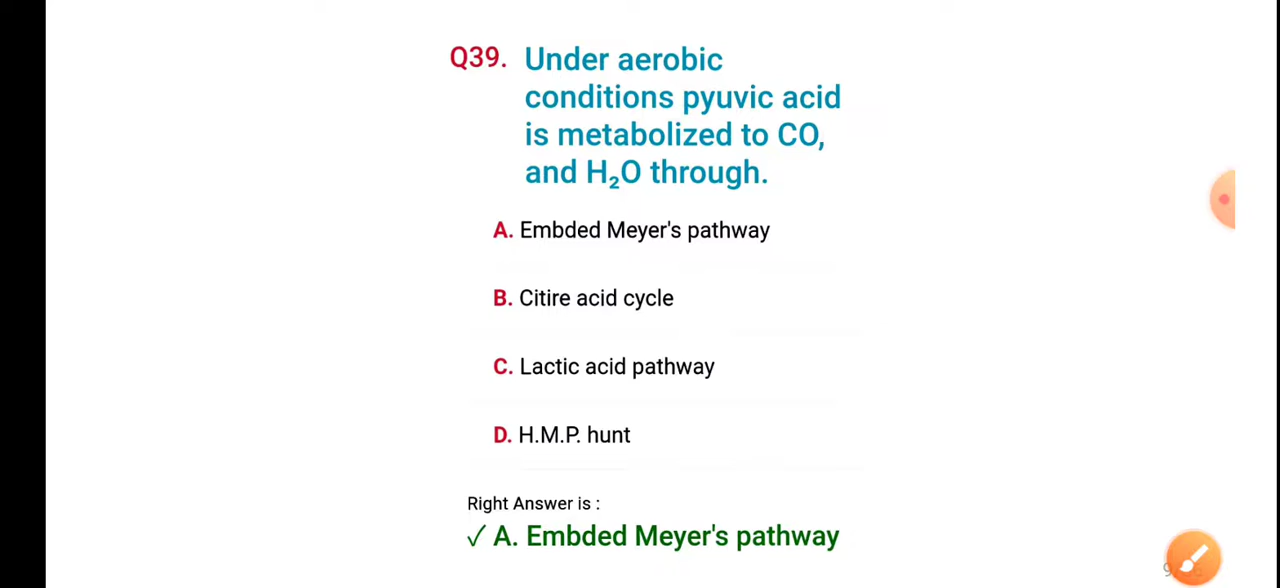 Q39. Under aerobic
conditions pyuvic acid
is metabolized to CO,
and H₂O through.
A. Embded Meyer's pathway
B. Citire acid cycle
C. Lactic acid pathway
D. H.M.P. hunt
Right Answer is :
✓ A. Embded Meyer's pathway